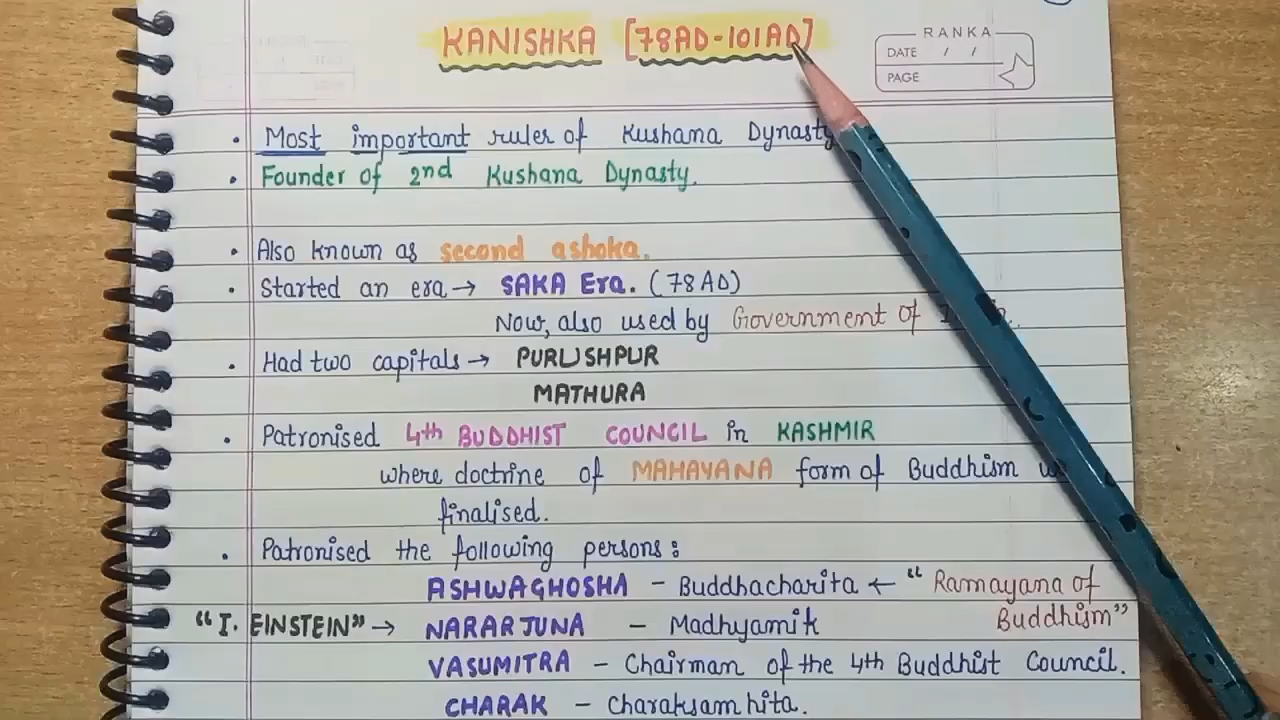 KANISHKA [78AD-101AD]
RANKA
DATE / /
PAGE
• Most important ruler of Kushana Dynasty
• Founder of 2nd Kushana Dynasty.
• Also known as second ashoka.
• Started an era → SAKA Era. (78AD)
Now, also used by Government of
• Had two capitals → PURUSHPUR
MATHURA
• Patronised 4th BUDDHIST COUNCIL in KASHMIR
where doctrine of MAHAYANA form of Buddhism
finalised.
• Patronised the following persons:
ASHWAGHOSHA - Buddhacharita ← "Ramayana of
Buddhism"
"I. EINSTEIN" → NARARJUNA - Madhyamik
VASUMITRA - Chairman of the 4th Buddhist Council.
CHARAK - Charaksamhita.